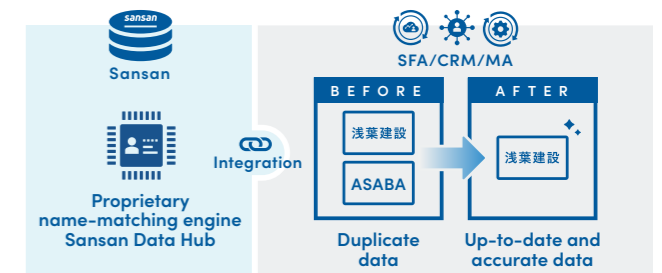 sansan
Sansan
Proprietary
name-matching engine
Sansan Data Hub
Integration
SFA/CRM/MA
BEFORE
浅葉建設
ASABA
Duplicate
data
AFTER
浅葉建設
Up-to-date and
accurate data